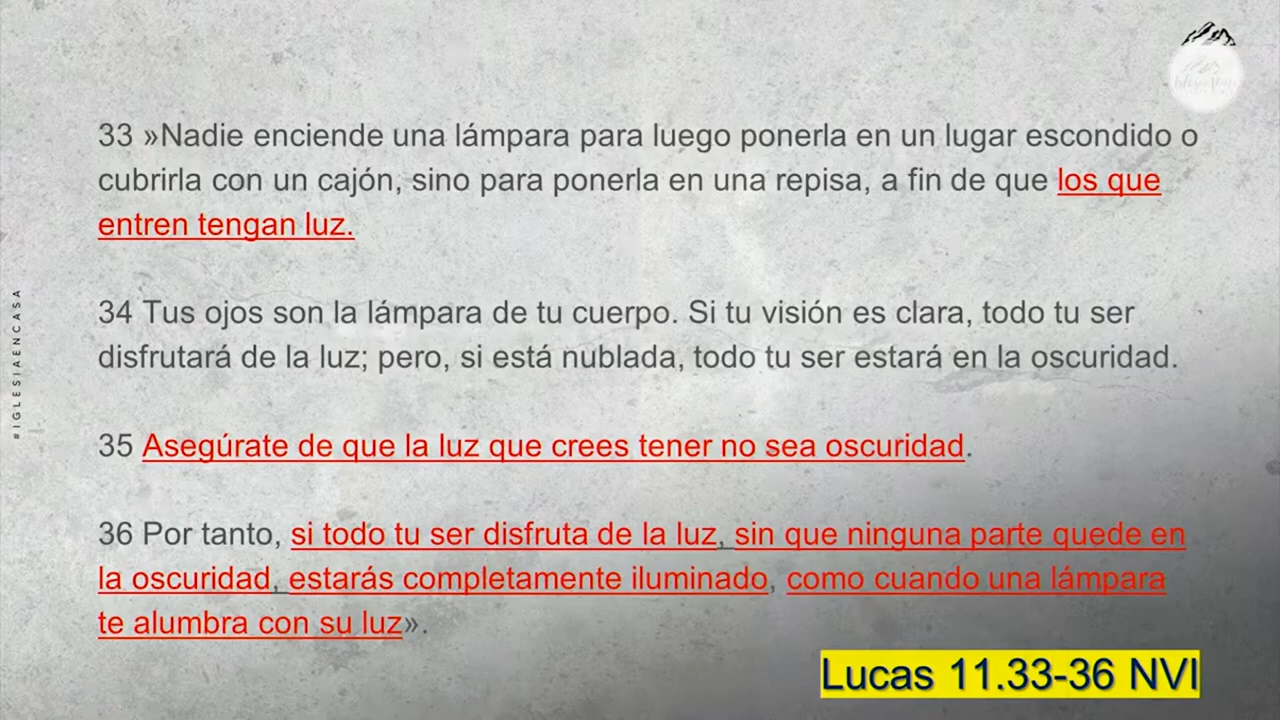 33 »Nadie enciende una lámpara para luego ponerla en un lugar escondido o
cubrirla con un cajón, sino para ponerla en una repisa, a fin de que los que
entren tengan luz.
34 Tus ojos son la lámpara de tu cuerpo. Si tu visión es clara, todo tu ser
disfrutará de la luz; pero, si está nublada, todo tu ser estará en la oscuridad.
35 Asegúrate de que la luz que crees tener no sea oscuridad.
36 Por tanto, si todo tu ser disfruta de la luz, sin que ninguna parte quede en
la oscuridad, estarás completamente iluminado, como cuando una lámpara
te alumbra con su luz».
Lucas 11.33-36 NVI
#IGLESIAENCASA